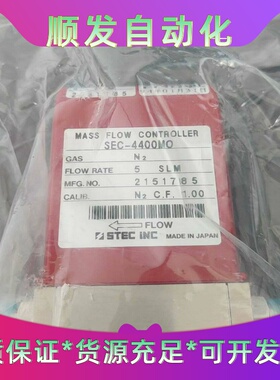 顺发自动化
MASS FLOW CONTROLLER
SEC-4400MO
GAS N₂
FLOW RATE 5 SLM
MFG. NO. 2151785
CALIB. N₂ C.F. 1.00
FLOW
STEC INC MADE IN JAPAN
质保证*货源充足*可开发